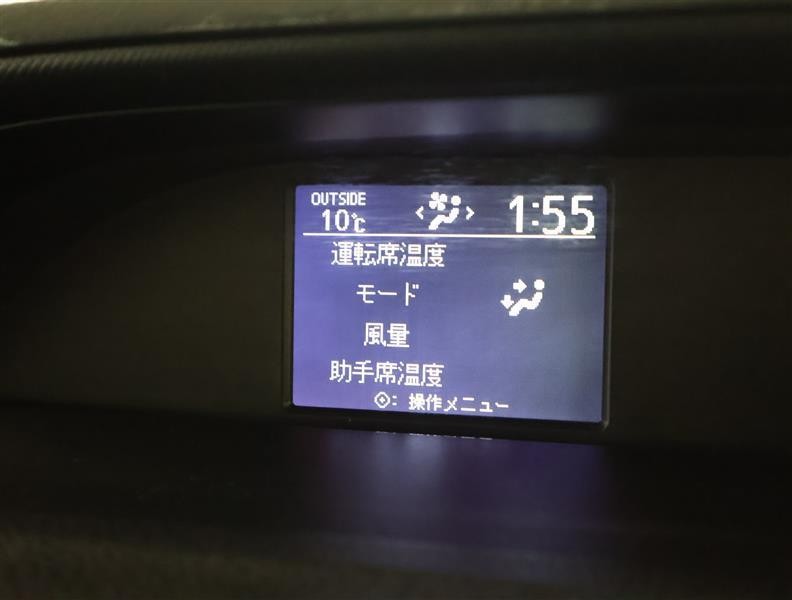 OUTSIDE
10℃
1:55
運転席温度
モード
風量
助手席温度
: 操作メニュー